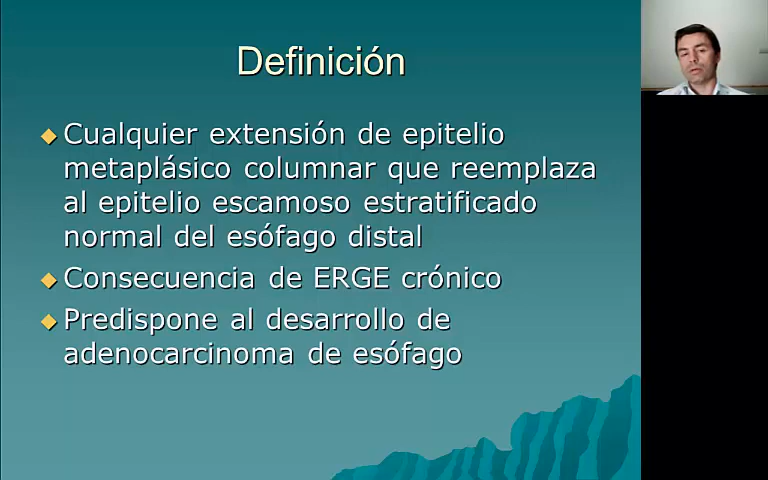 Definición
Cualquier extensión de epitelio
metaplásico columnar que reemplaza
al epitelio escamoso estratificado
normal del esófago distal
Consecuencia de ERGE crónico
Predispone al desarrollo de
adenocarcinoma de esófago